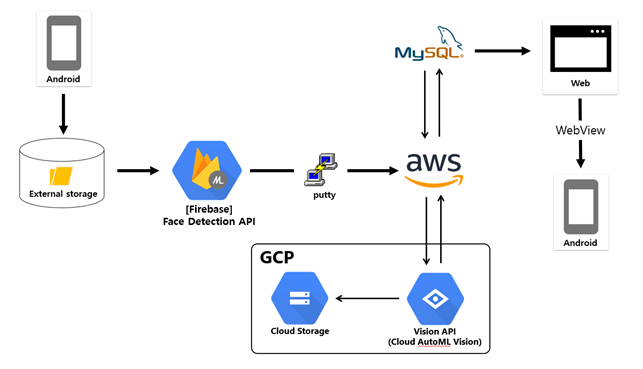 Android
External storage
ML
[Firebase]
Face Detection API
putty
MySQL®
aws
Web
WebView
Android
GCP
Cloud Storage
Vision API
(Cloud AutoML Vision)